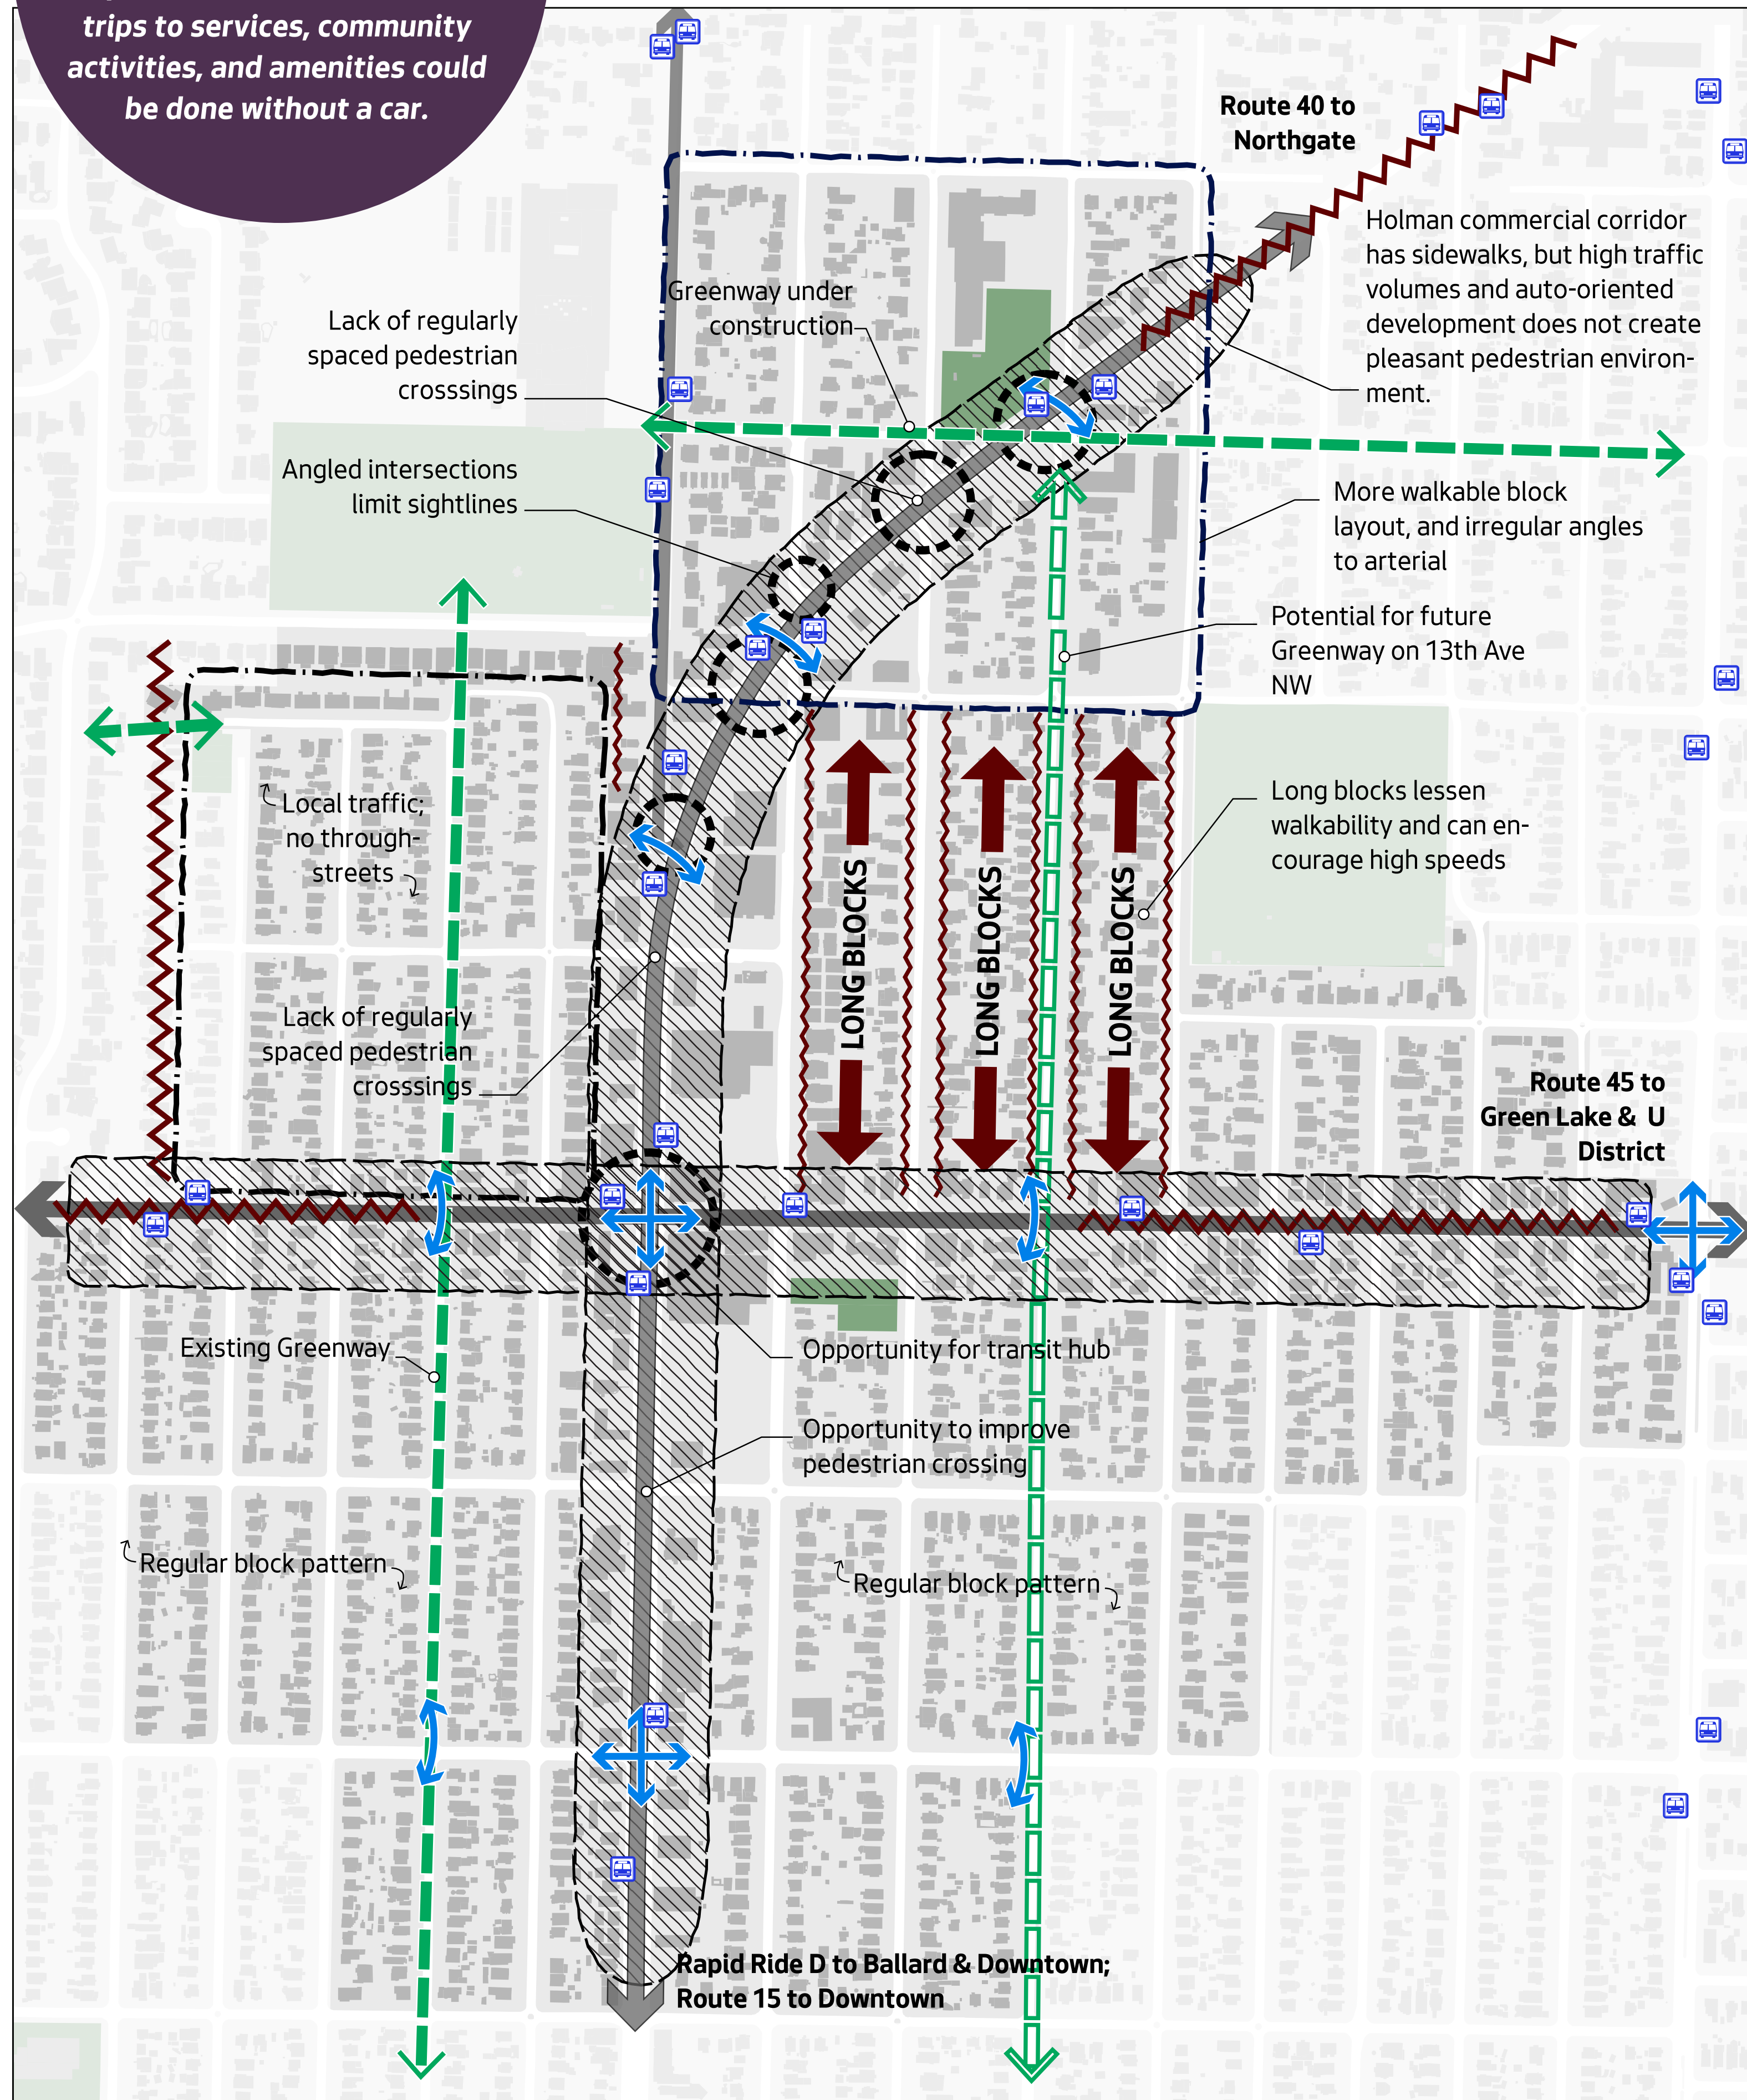 trips to services, community
activities, and amenities could
be done without a car.
Route 40 to
Northgate
Holman commercial corridor
has sidewalks, but high traffic
volumes and auto-oriented
development does not create
pleasant pedestrian environ-
ment.
Greenway under
construction
Lack of regularly
spaced pedestrian
crosssings
Angled intersections
limit sightlines
More walkable block
layout, and irregular angles
to arterial
Potential for future
Greenway on 13th Ave
NW
Local traffic;
no through-
streets
Long blocks lessen
walkability and can en-
courage high speeds
LONG BLOCKS
LONG BLOCKS
LONG BLOCKS
Lack of regularly
spaced pedestrian
crosssings
Route 45 to
Green Lake & U
District
Existing Greenway
Opportunity for transit hub
Opportunity to improve
pedestrian crossing
Regular block pattern
Regular block pattern
Rapid Ride D to Ballard & Downtown;
Route 15 to Downtown